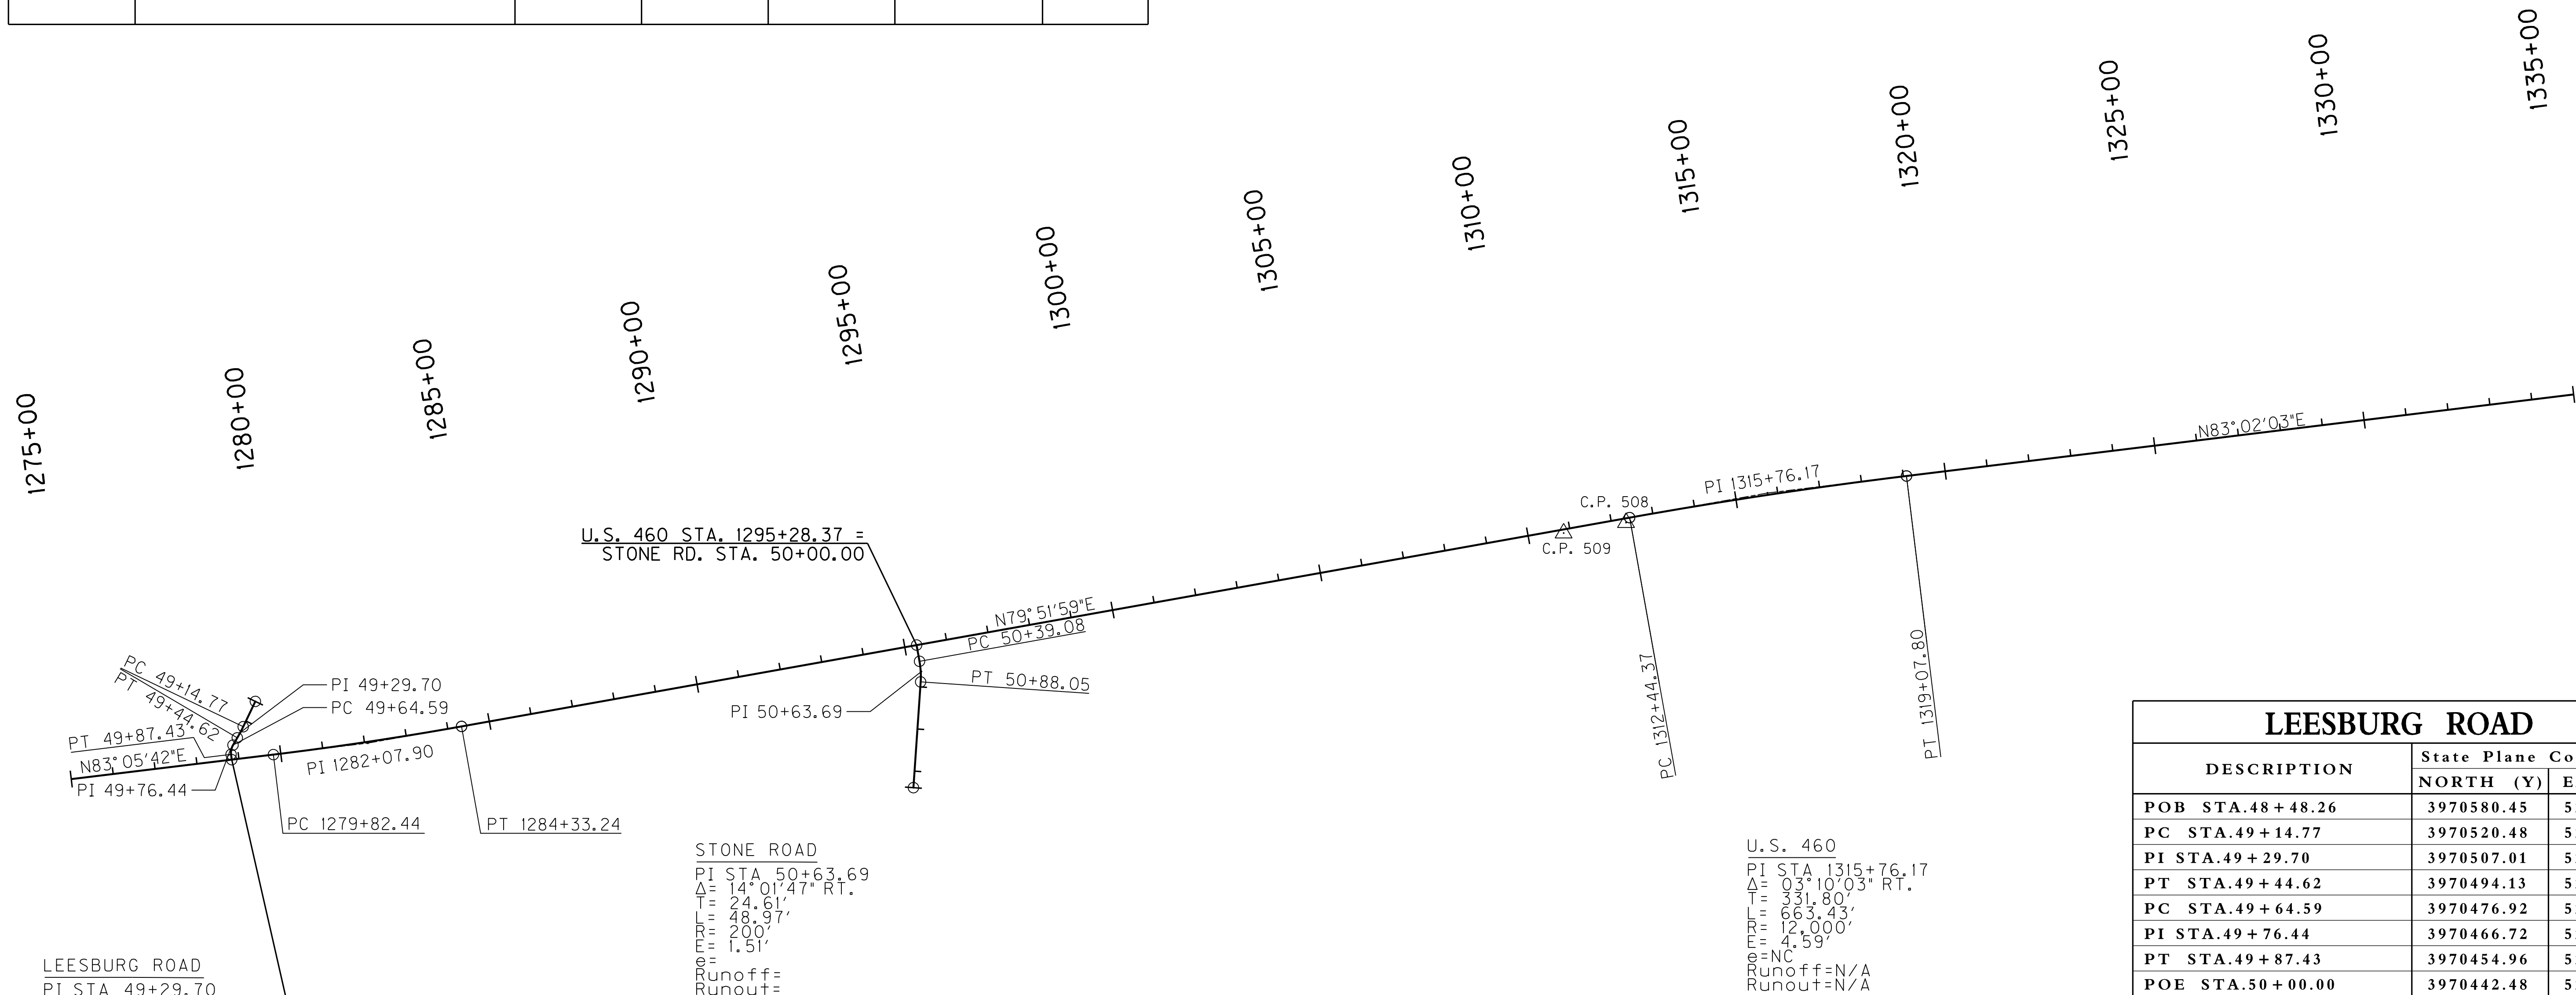 1275+00
1280+00
1285+00
1290+00
1295+00
1300+00
1305+00
1310+00
1315+00
1320+00
1325+00
1330+00
1335+00
N83°02'03"E
PI 1315+76.17
C.P. 508
C.P. 509
U.S. 460 STA. 1295+28.37 =
STONE RD. STA. 50+00.00
N79°51'59"E
PC 50+39.08
PT 50+88.05
PI 50+63.69
PC 49+14.77
PT 49+44.62
PI 49+29.70
PC 49+64.59
PT 49+87.43
N83°05'42"E
PI 49+76.44
PI 1282+07.90
PC 1279+82.44
PT 1284+33.24
PC 1312+44.37
PT 1319+07.80
STONE ROAD
PI STA 50+63.69
Δ= 14°01'47" RT.
T= 24.61'
L= 48.97'
R= 200'
E= 1.51'
e=
Runoff=
Runout=
U.S. 460
PI STA 1315+76.17
Δ= 03°10'03" RT.
T= 331.80'
L= 663.43'
R= 12,000'
E= 4.59'
e=NC
Runoff=N/A
Runout=N/A
LEESBURG ROAD
PI STA 49+29.70
LEESBURG ROAD
DESCRIPTION State Plane Co
NORTH (Y) E
POB STA.48+48.26 3970580.45 5
PC STA.49+14.77 3970520.48 5
PI STA.49+29.70 3970507.01 5
PT STA.49+44.62 3970494.13 5
PC STA.49+64.59 3970476.92 5
PI STA.49+76.44 3970466.72 5
PT STA.49+87.43 3970454.96 5
POE STA.50+00.00 3970442.48 5